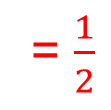 = 1/2